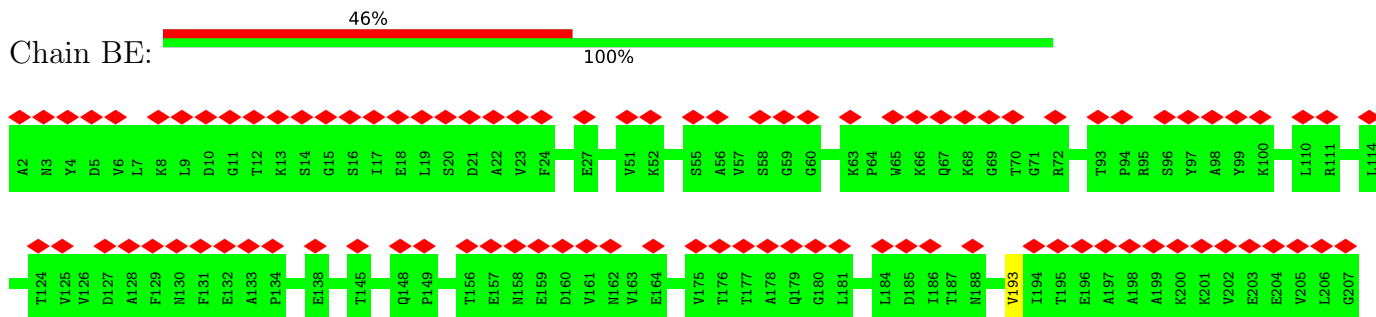 46%
Chain BE:
100%
A2 N3 Y4 D5 V6 L7 K8 L9 D10 G11 T12 K13 S14 G15 S16 I17 E18 L19 S20 D21 A22 V23 F24 E27 V51 K52 S55 A56 V57 S58 G59 G60 K63 P64 W65 K66 Q67 K68 G69 T70 G71 R72 T93 P94 R95 S96 Y97 A98 Y99 K100 L110 R111 L114
T124 V125 V126 D127 A128 F129 N130 F131 E132 A133 P134 E138 T145 Q148 P149 T156 E157 N158 E159 D160 V161 N162 V163 E164 V175 T176 T177 A178 Q179 G180 L181 L184 D185 I186 T187 N188 V193 I194 T195 E196 A197 A198 A199 K200 K201 V202 E203 E204 V205 L206 G207